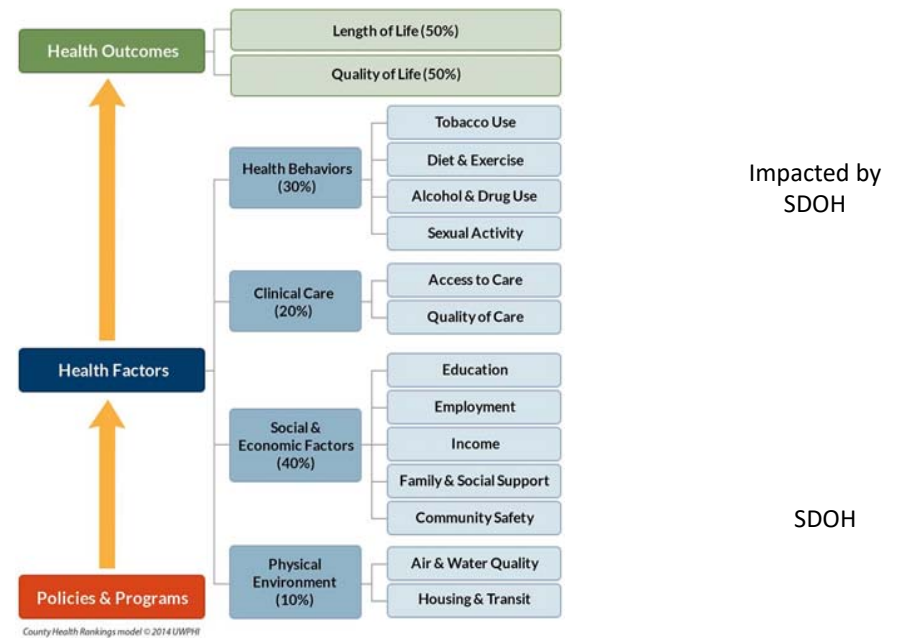 Health Outcomes
Length of Life (50%)
Quality of Life (50%)
Health Behaviors
(30%)
Tobacco Use
Diet & Exercise
Alcohol & Drug Use
Sexual Activity
Impacted by
SDOH
Clinical Care
(20%)
Access to Care
Quality of Care
Health Factors
Social &
Economic Factors
(40%)
Education
Employment
Income
Family & Social Support
Community Safety
SDOH
Physical
Environment
(10%)
Air & Water Quality
Housing & Transit
Policies & Programs
County Health Rankings model © 2014 UWPHI